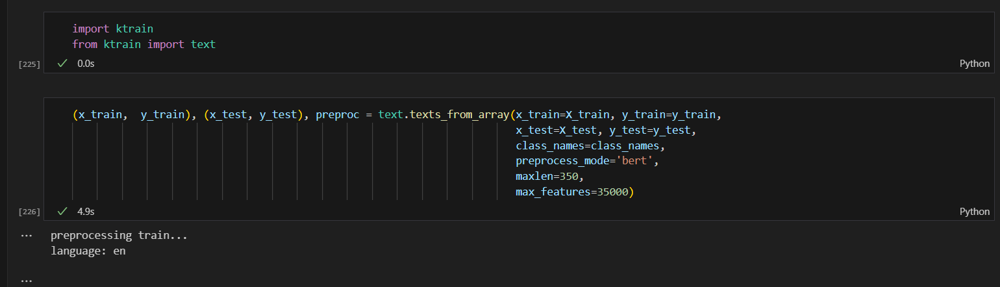 import ktrain
from ktrain import text
[225] 0.0s Python
(x_train,  y_train), (x_test, y_test), preproc = text.texts_from_array(x_train=X_train, y_train=y_train,
x_test=X_test, y_test=y_test,
class_names=class_names,
preprocess_mode='bert',
maxlen=350,
max_features=35000)
[226] 4.9s Python
... preprocessing train...
language: en
...